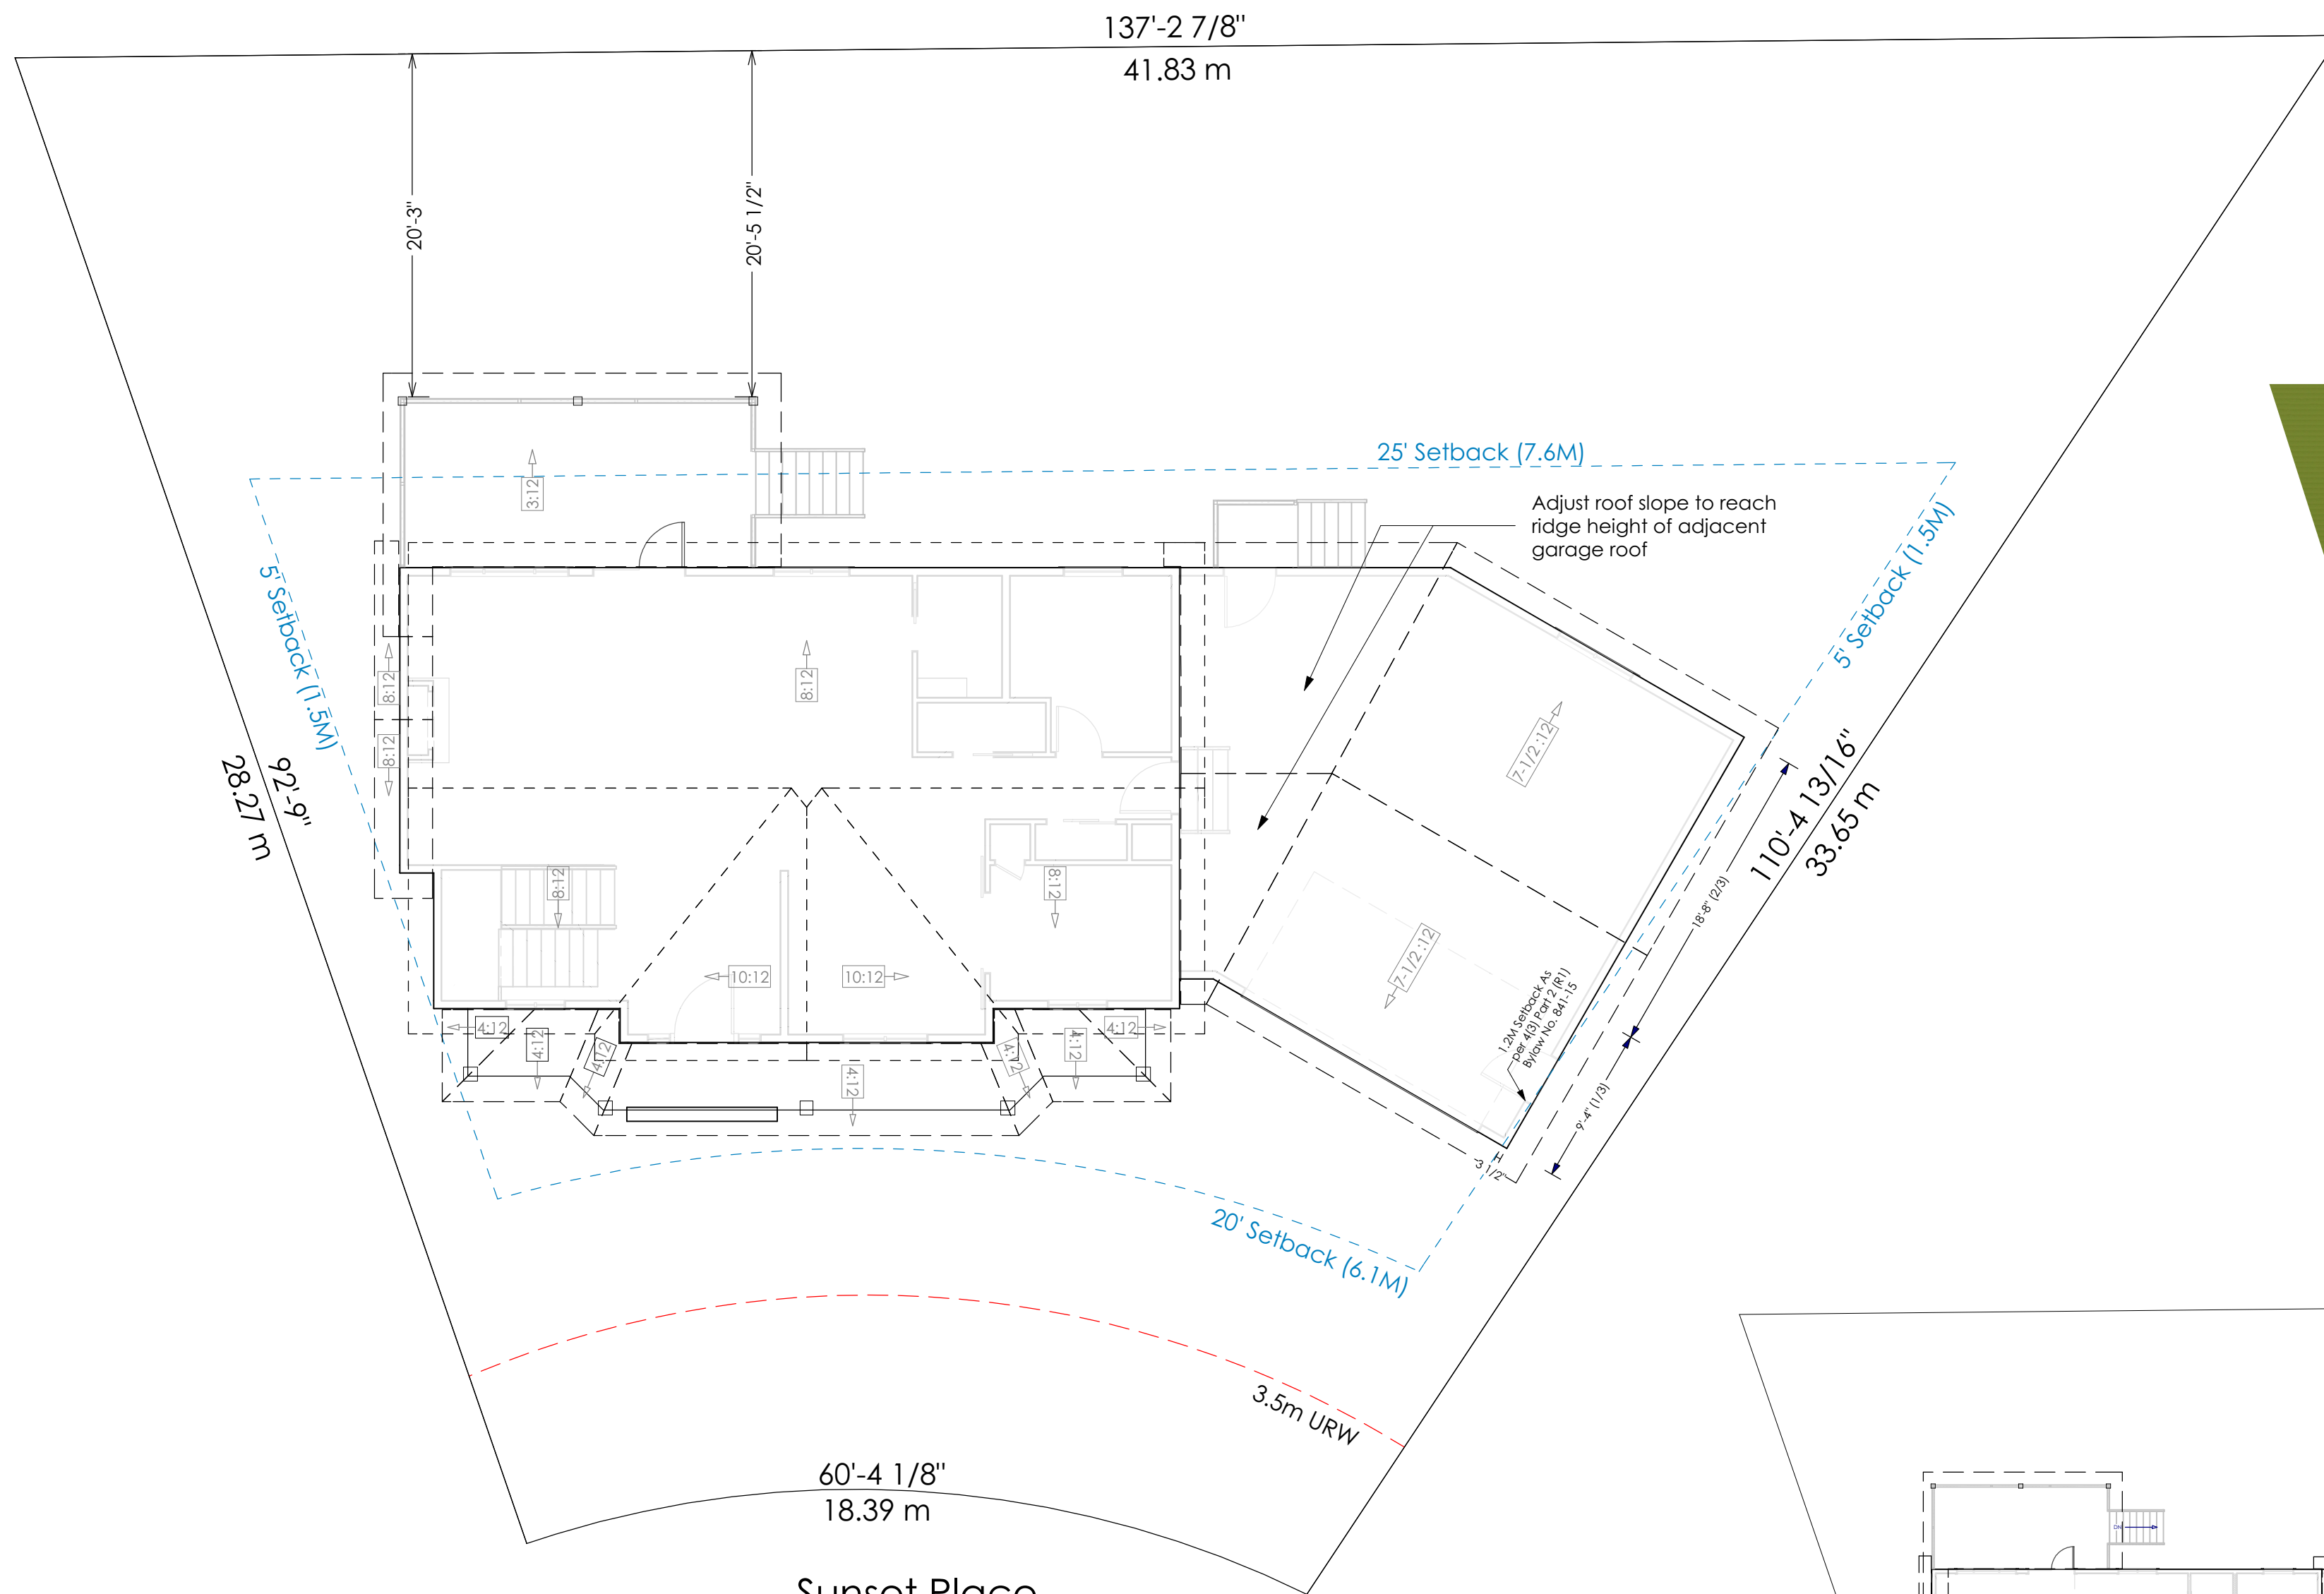 137'-2 7/8"
41.83 m
20'-3"
20'-5 1/2"
25' Setback (7.6M)
Adjust roof slope to reach
ridge height of adjacent
garage roof
3:12
5' Setback (1.5M)
5' Setback (1.5M)
8:12
8:12
8:12
7-1/2 :12
92'-9"
28.27 m
110'-4 13/16"
33.65 m
18'-8" (2/3)
8:12
8:12
10:12
10:12
7-1/2 :12
1.2M Setback As
per 4(3) Part 2 (R1)
Bylaw No. 841-15
4:12
4:12
4:12
4:12
4:12
4:12
4:12
9'-4" (1/3)
3 1/2"
20' Setback (6.1M)
3.5m URW
60'-4 1/8"
18.39 m
DN
Sunset Place